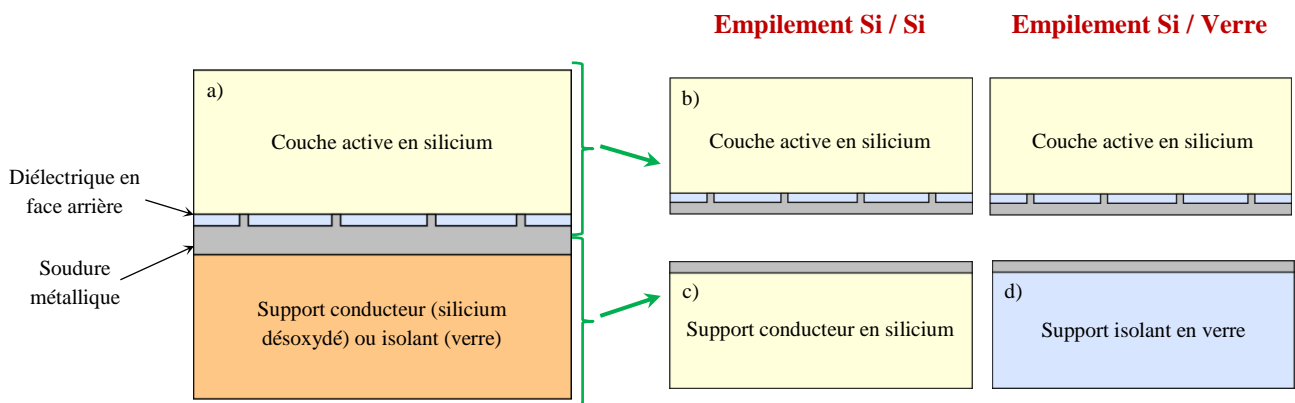 Empilement Si / Si
Empilement Si / Verre
a)
Couche active en silicium
Diélectrique en
face arrière
Soudure
métallique
Support conducteur (silicium
désoxydé) ou isolant (verre)
b)
Couche active en silicium
Couche active en silicium
c)
Support conducteur en silicium
d)
Support isolant en verre